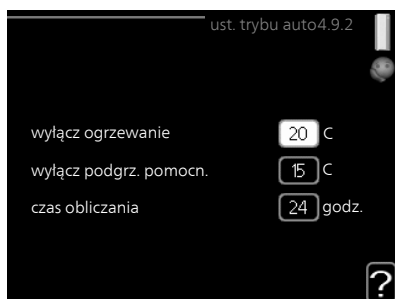 ust. trybu auto4.9.2
wyłącz ogrzewanie 20 C
wyłącz podgrz. pomocn. 15 C
czas obliczania 24 godz.
?